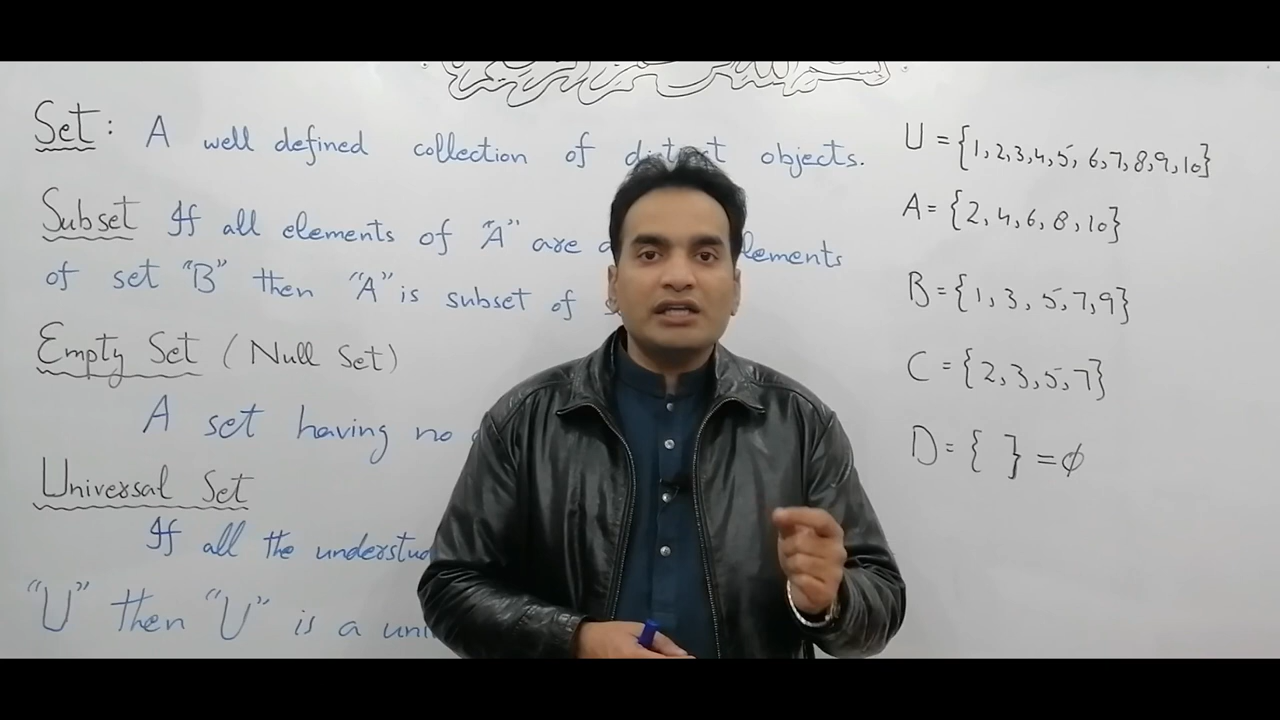 Set: A well defined collection of objects.
Subset If all elements of "A" are elements
of set "B" then "A" is subset of
Empty Set (Null Set)
A set having no
Universal Set
If all the
"U" then "U" is a
U = {1, 2, 3, 4, 5, 6, 7, 8, 9, 10}
A = {2, 4, 6, 8, 10}
B = {1, 3, 5, 7, 9}
C = {2, 3, 5, 7}
D = { } = ϕ